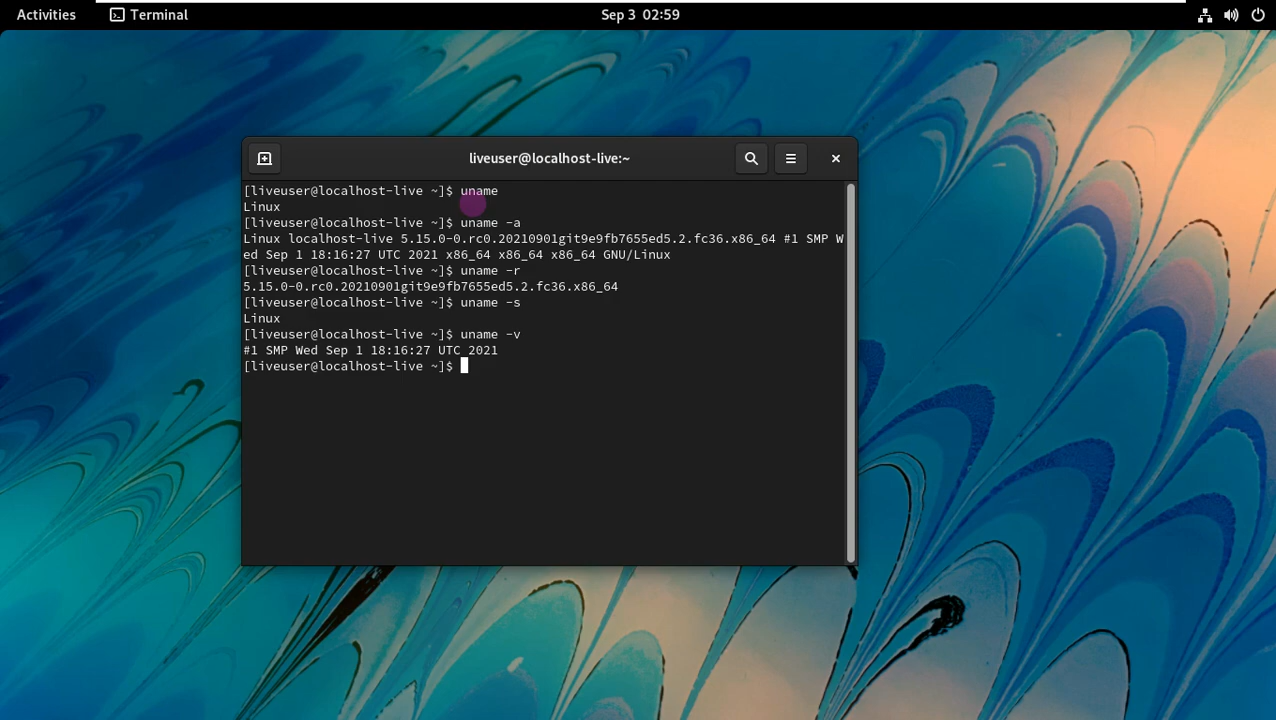 Activities
Terminal
Sep 3 02:59
liveuser@localhost-live:~
[liveuser@localhost-live ~]$ uname
Linux
[liveuser@localhost-live ~]$ uname -a
Linux localhost-live 5.15.0-0.rc0.20210901git9e9fb7655ed5.2.fc36.x86_64 #1 SMP W
ed Sep 1 18:16:27 UTC 2021 x86_64 x86_64 x86_64 GNU/Linux
[liveuser@localhost-live ~]$ uname -r
5.15.0-0.rc0.20210901git9e9fb7655ed5.2.fc36.x86_64
[liveuser@localhost-live ~]$ uname -s
Linux
[liveuser@localhost-live ~]$ uname -v
#1 SMP Wed Sep 1 18:16:27 UTC 2021
[liveuser@localhost-live ~]$